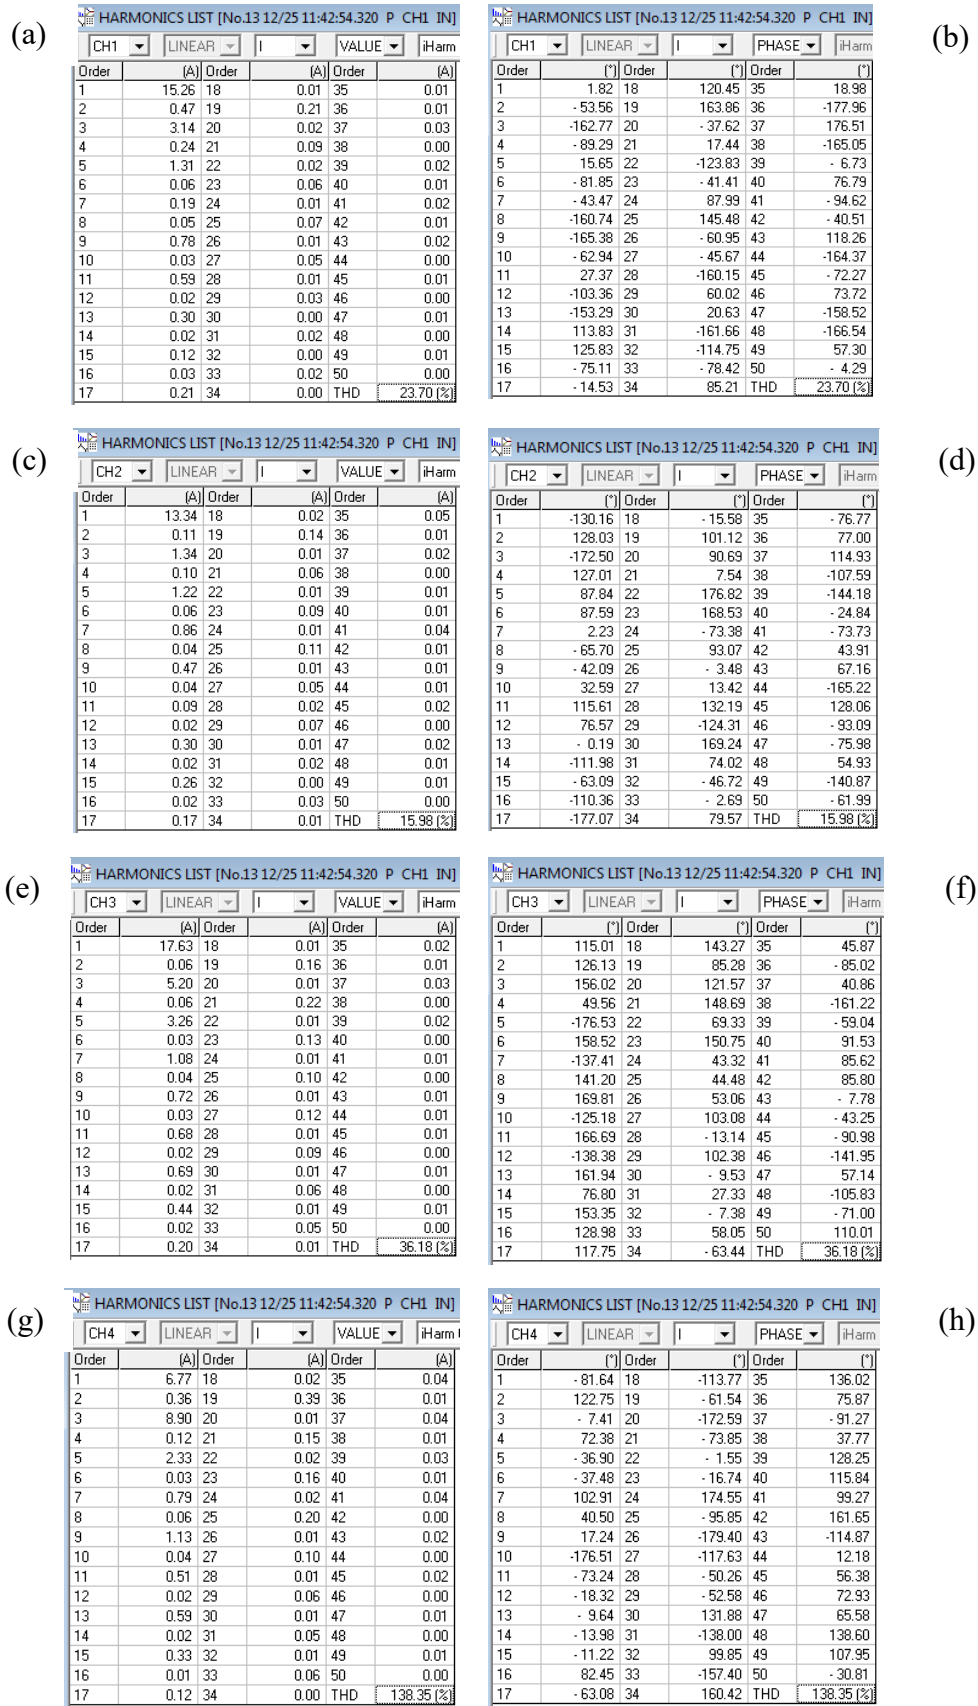 (a)
HARMONICS LIST [No.13 12/25 11:42:54.320 P CH1 IN]
CH1 LINEAR I VALUE iHarm
Order (A) Order (A) Order (A)
1 15.26 18 0.01 35 0.01
2 0.47 19 0.21 36 0.01
3 3.14 20 0.02 37 0.03
4 0.24 21 0.09 38 0.00
5 1.31 22 0.02 39 0.02
6 0.06 23 0.06 40 0.01
7 0.19 24 0.01 41 0.02
8 0.05 25 0.07 42 0.01
9 0.78 26 0.01 43 0.02
10 0.03 27 0.05 44 0.00
11 0.59 28 0.01 45 0.01
12 0.02 29 0.03 46 0.00
13 0.30 30 0.00 47 0.01
14 0.02 31 0.02 48 0.00
15 0.12 32 0.00 49 0.01
16 0.03 33 0.02 50 0.00
17 0.21 34 0.00 THD 23.70 (%)
(b)
HARMONICS LIST [No.13 12/25 11:42:54.320 P CH1 IN]
CH1 LINEAR I PHASE iHarm
Order (°) Order (°) Order (°)
1 1.82 18 120.45 35 18.98
2 - 53.56 19 163.86 36 -177.96
3 -162.77 20 - 37.62 37 176.51
4 - 89.29 21 17.44 38 -165.05
5 15.65 22 -123.83 39 - 6.73
6 - 81.85 23 - 41.41 40 76.79
7 - 43.47 24 87.99 41 - 94.62
8 -160.74 25 145.48 42 - 40.51
9 -165.38 26 - 60.95 43 118.26
10 - 62.94 27 - 45.67 44 -164.37
11 27.37 28 -160.15 45 - 72.27
12 -103.36 29 60.02 46 73.72
13 -153.29 30 20.63 47 -158.52
14 113.83 31 -161.66 48 -166.54
15 125.83 32 -114.75 49 57.30
16 - 75.11 33 - 78.42 50 - 4.29
17 - 14.53 34 85.21 THD 23.70 (%)
(c)
HARMONICS LIST [No.13 12/25 11:42:54.320 P CH1 IN]
CH2 LINEAR I VALUE iHarm
Order (A) Order (A) Order (A)
1 13.34 18 0.02 35 0.05
2 0.11 19 0.14 36 0.01
3 1.34 20 0.01 37 0.02
4 0.10 21 0.06 38 0.00
5 1.22 22 0.01 39 0.01
6 0.06 23 0.09 40 0.01
7 0.86 24 0.01 41 0.04
8 0.04 25 0.11 42 0.01
9 0.47 26 0.01 43 0.01
10 0.04 27 0.05 44 0.01
11 0.09 28 0.02 45 0.02
12 0.02 29 0.07 46 0.00
13 0.30 30 0.01 47 0.02
14 0.02 31 0.02 48 0.01
15 0.26 32 0.00 49 0.01
16 0.02 33 0.03 50 0.00
17 0.17 34 0.01 THD 15.98 (%)
(d)
HARMONICS LIST [No.13 12/25 11:42:54.320 P CH1 IN]
CH2 LINEAR I PHASE iHarm
Order (°) Order (°) Order (°)
1 -130.16 18 - 15.58 35 - 76.77
2 128.03 19 101.12 36 77.00
3 -172.50 20 90.69 37 114.93
4 127.01 21 7.54 38 -107.59
5 87.84 22 176.82 39 -144.18
6 87.59 23 168.53 40 - 24.84
7 2.23 24 - 73.38 41 - 73.73
8 - 65.70 25 93.07 42 43.91
9 - 42.09 26 - 3.48 43 67.16
10 32.59 27 13.42 44 -165.22
11 115.61 28 132.19 45 128.06
12 76.57 29 -124.31 46 - 93.09
13 - 0.19 30 169.24 47 - 75.98
14 -111.98 31 74.02 48 54.93
15 - 63.09 32 - 46.72 49 -140.87
16 -110.36 33 - 2.69 50 - 61.99
17 -177.07 34 79.57 THD 15.98 (%)
(e)
HARMONICS LIST [No.13 12/25 11:42:54.320 P CH1 IN]
CH3 LINEAR I VALUE iHarm
Order (A) Order (A) Order (A)
1 17.63 18 0.01 35 0.02
2 0.06 19 0.16 36 0.01
3 5.20 20 0.01 37 0.03
4 0.06 21 0.22 38 0.00
5 3.26 22 0.01 39 0.02
6 0.03 23 0.13 40 0.00
7 1.08 24 0.01 41 0.01
8 0.04 25 0.10 42 0.00
9 0.72 26 0.01 43 0.01
10 0.03 27 0.12 44 0.01
11 0.68 28 0.01 45 0.01
12 0.02 29 0.09 46 0.00
13 0.69 30 0.01 47 0.01
14 0.02 31 0.06 48 0.00
15 0.44 32 0.01 49 0.01
16 0.02 33 0.05 50 0.00
17 0.20 34 0.01 THD 36.18 (%)
(f)
HARMONICS LIST [No.13 12/25 11:42:54.320 P CH1 IN]
CH3 LINEAR I PHASE iHarm
Order (°) Order (°) Order (°)
1 115.01 18 143.27 35 45.87
2 126.13 19 85.28 36 - 85.02
3 156.02 20 121.57 37 40.86
4 49.56 21 148.69 38 -161.22
5 -176.53 22 69.33 39 - 59.04
6 158.52 23 150.75 40 91.53
7 -137.41 24 43.32 41 85.62
8 141.20 25 44.48 42 85.80
9 169.81 26 53.06 43 - 7.78
10 -125.18 27 103.08 44 - 43.25
11 166.69 28 - 13.14 45 - 90.98
12 -138.38 29 102.38 46 -141.95
13 161.94 30 - 9.53 47 57.14
14 76.80 31 27.33 48 -105.83
15 153.35 32 - 7.38 49 - 71.00
16 128.98 33 58.05 50 110.01
17 117.75 34 - 63.44 THD 36.18 (%)
(g)
HARMONICS LIST [No.13 12/25 11:42:54.320 P CH1 IN]
CH4 LINEAR I VALUE iHarm
Order (A) Order (A) Order (A)
1 6.77 18 0.02 35 0.04
2 0.36 19 0.39 36 0.01
3 8.90 20 0.01 37 0.04
4 0.12 21 0.15 38 0.01
5 2.33 22 0.02 39 0.03
6 0.03 23 0.16 40 0.01
7 0.79 24 0.02 41 0.04
8 0.06 25 0.20 42 0.00
9 1.13 26 0.01 43 0.02
10 0.04 27 0.10 44 0.00
11 0.51 28 0.01 45 0.02
12 0.02 29 0.06 46 0.00
13 0.59 30 0.01 47 0.01
14 0.02 31 0.05 48 0.00
15 0.33 32 0.01 49 0.01
16 0.01 33 0.06 50 0.00
17 0.12 34 0.00 THD 138.35 (%)
(h)
HARMONICS LIST [No.13 12/25 11:42:54.320 P CH1 IN]
CH4 LINEAR I PHASE iHarm
Order (°) Order (°) Order (°)
1 - 81.64 18 -113.77 35 136.02
2 122.75 19 - 61.54 36 75.87
3 - 7.41 20 -172.59 37 - 91.27
4 72.38 21 - 73.85 38 37.77
5 - 36.90 22 - 1.55 39 128.25
6 - 37.48 23 - 16.74 40 115.84
7 102.91 24 174.55 41 99.27
8 40.50 25 - 95.85 42 161.65
9 17.24 26 -179.40 43 -114.87
10 -176.51 27 -117.63 44 12.18
11 - 73.24 28 - 50.26 45 56.38
12 - 18.32 29 - 52.58 46 72.93
13 - 9.64 30 131.88 47 65.58
14 - 13.98 31 -138.00 48 138.60
15 - 11.22 32 99.85 49 107.95
16 82.45 33 -157.40 50 - 30.81
17 - 63.08 34 160.42 THD 138.35 (%)